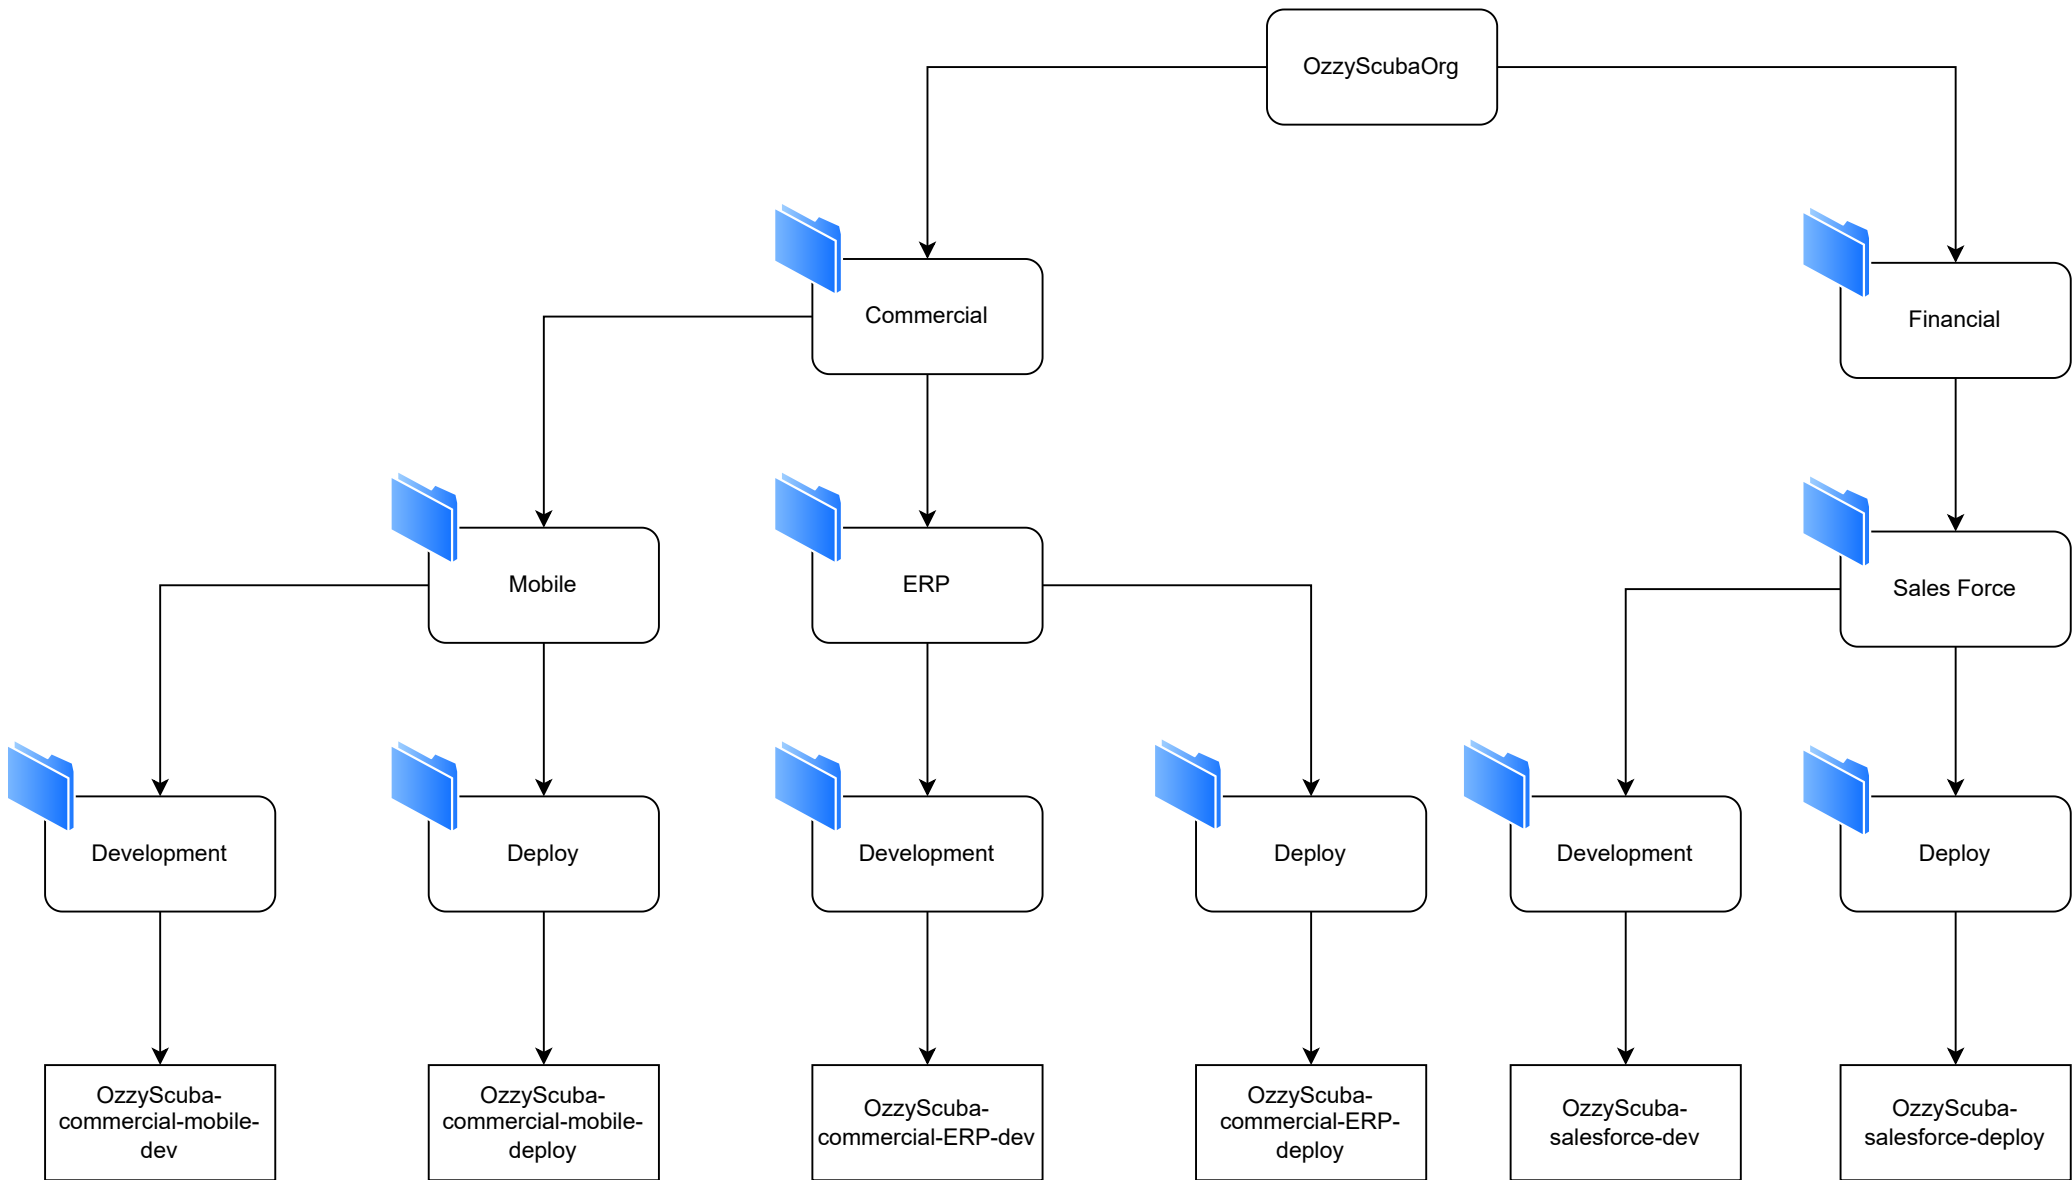 OzzyScubaOrg
Commercial
Financial
Mobile
ERP
Sales Force
Development
Deploy
Development
Deploy
Development
Deploy
OzzyScuba-
commercial-mobile-
dev
OzzyScuba-
commercial-mobile-
deploy
OzzyScuba-
commercial-ERP-dev
OzzyScuba-
commercial-ERP-
deploy
OzzyScuba-
salesforce-dev
OzzyScuba-
salesforce-deploy